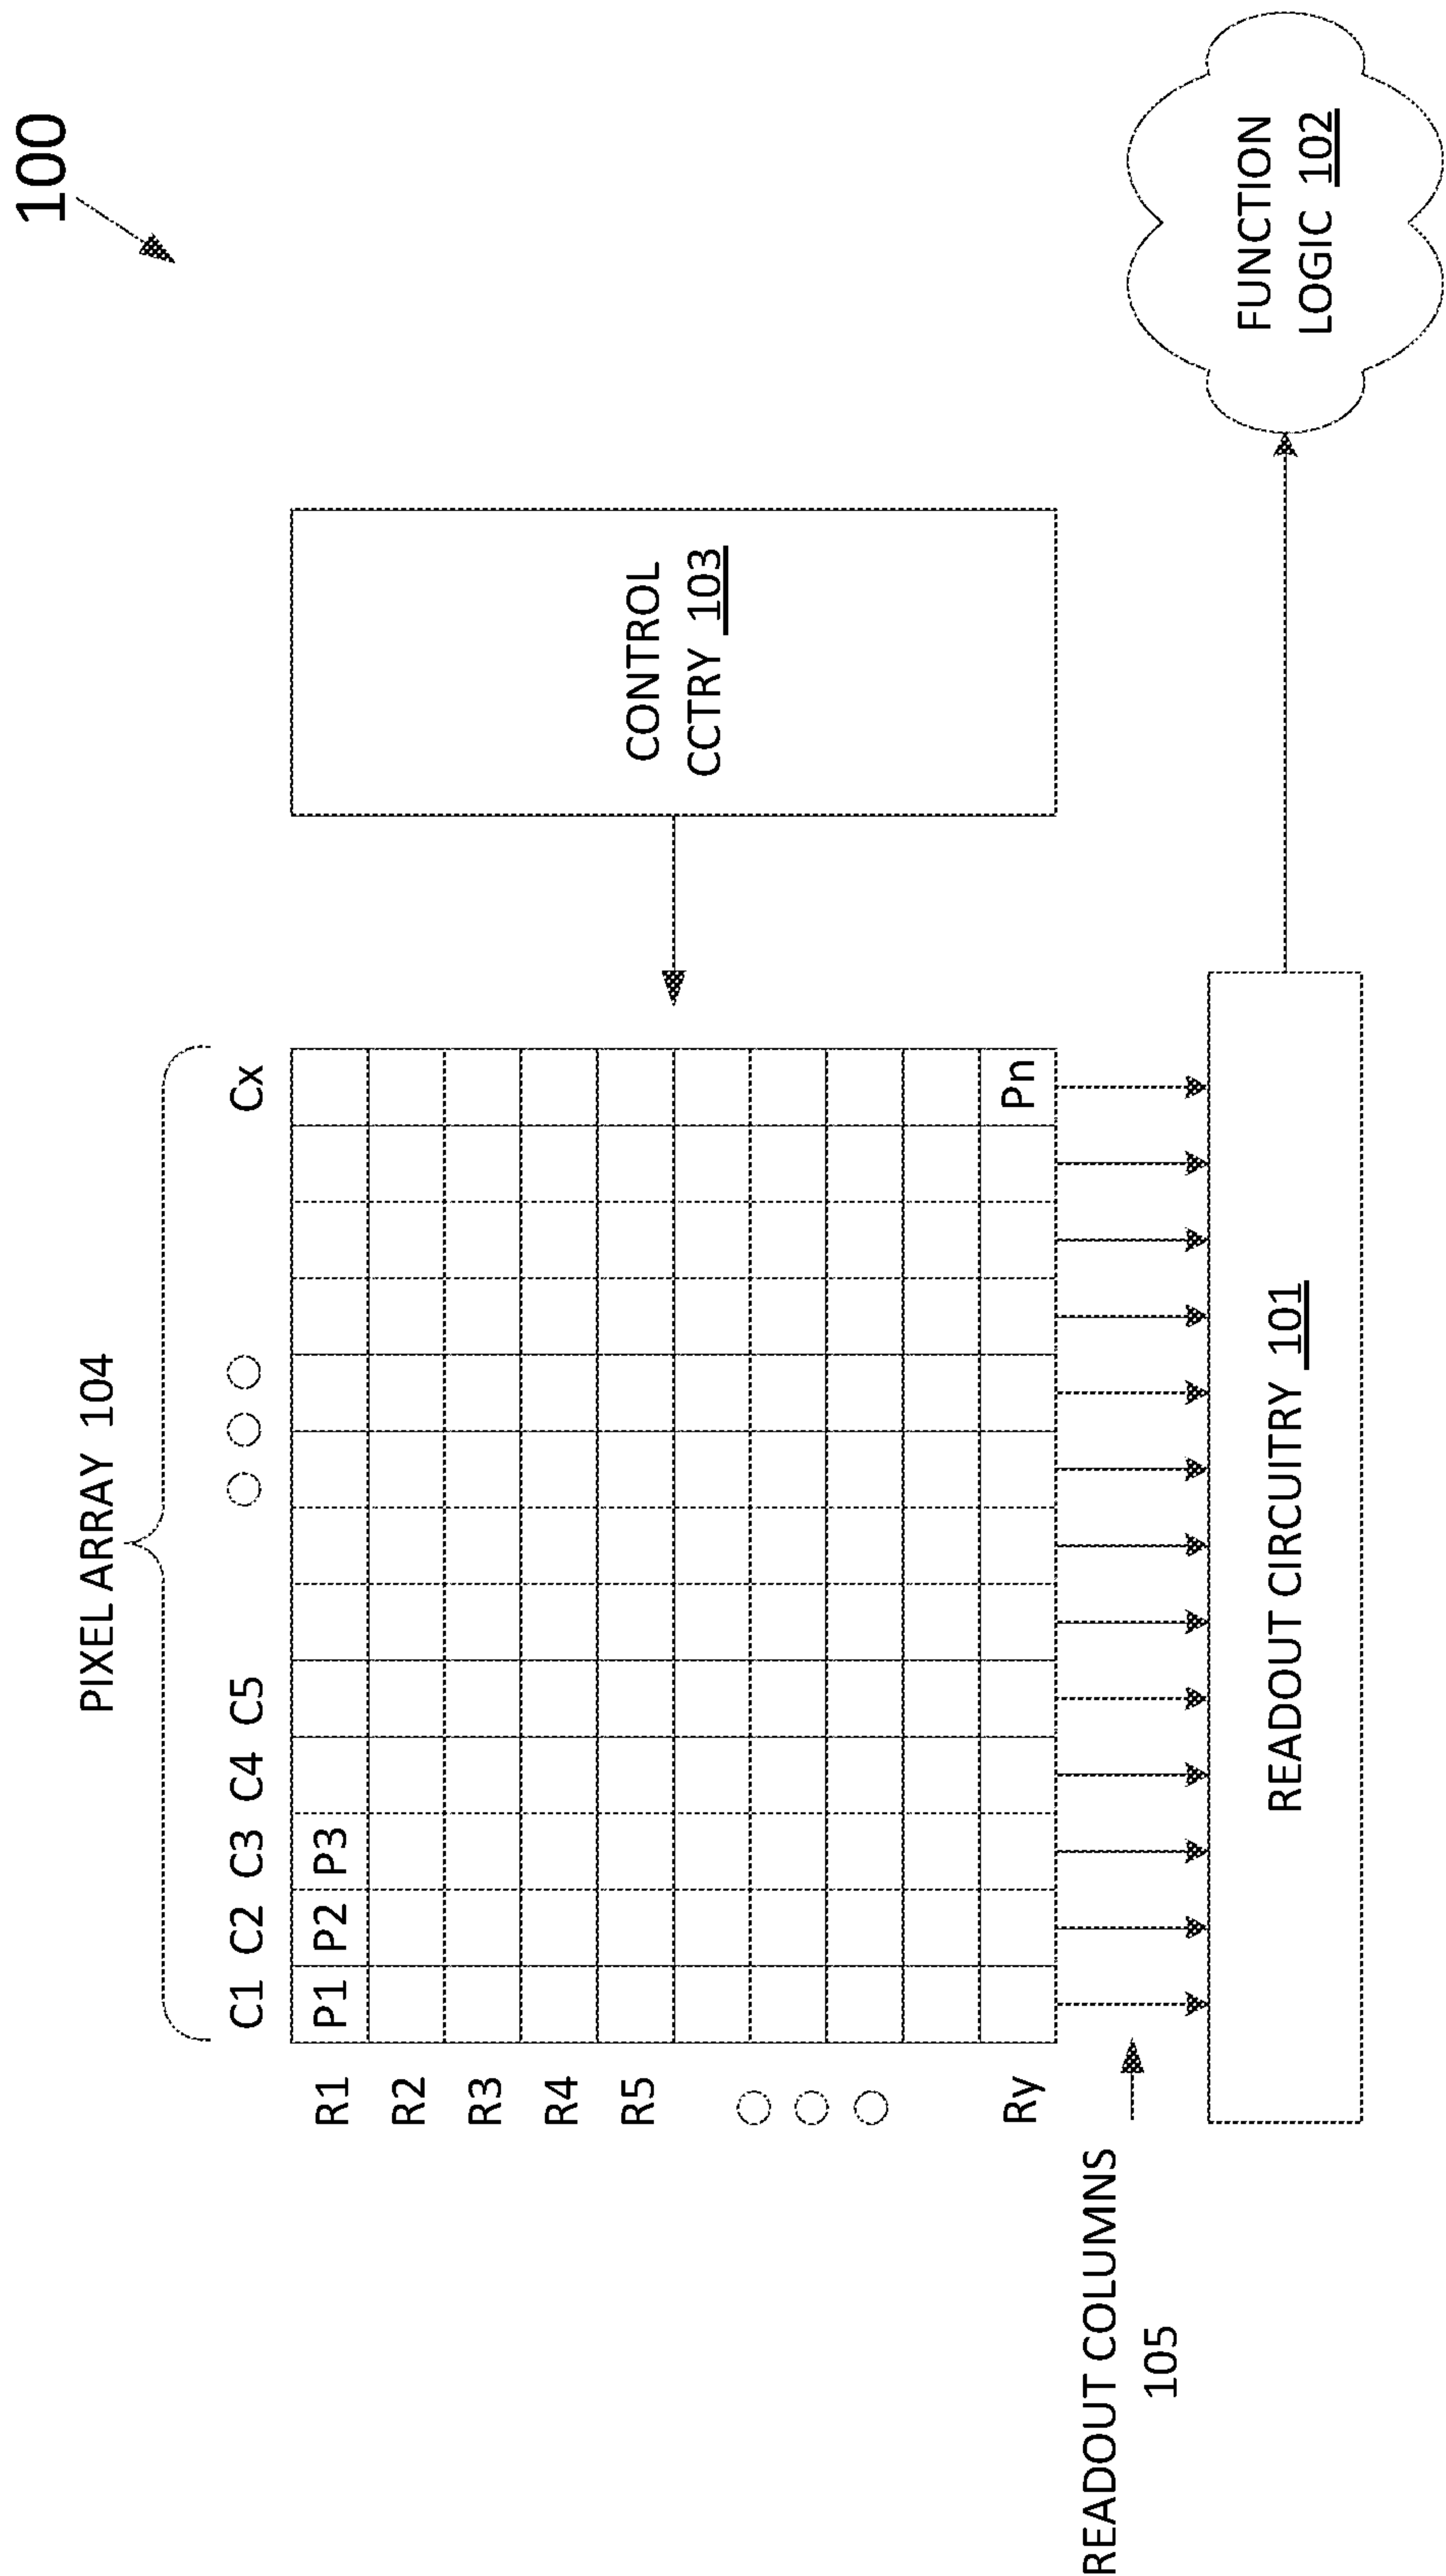 100
PIXEL ARRAY 104
C1 C2 C3 C4 C5 Cx
R1 P1 P2 P3
R2
R3
R4
R5
Ry Pn
CONTROL
CCTRY 103
READOUT COLUMNS
105
READOUT CIRCUITRY 101
FUNCTION
LOGIC 102